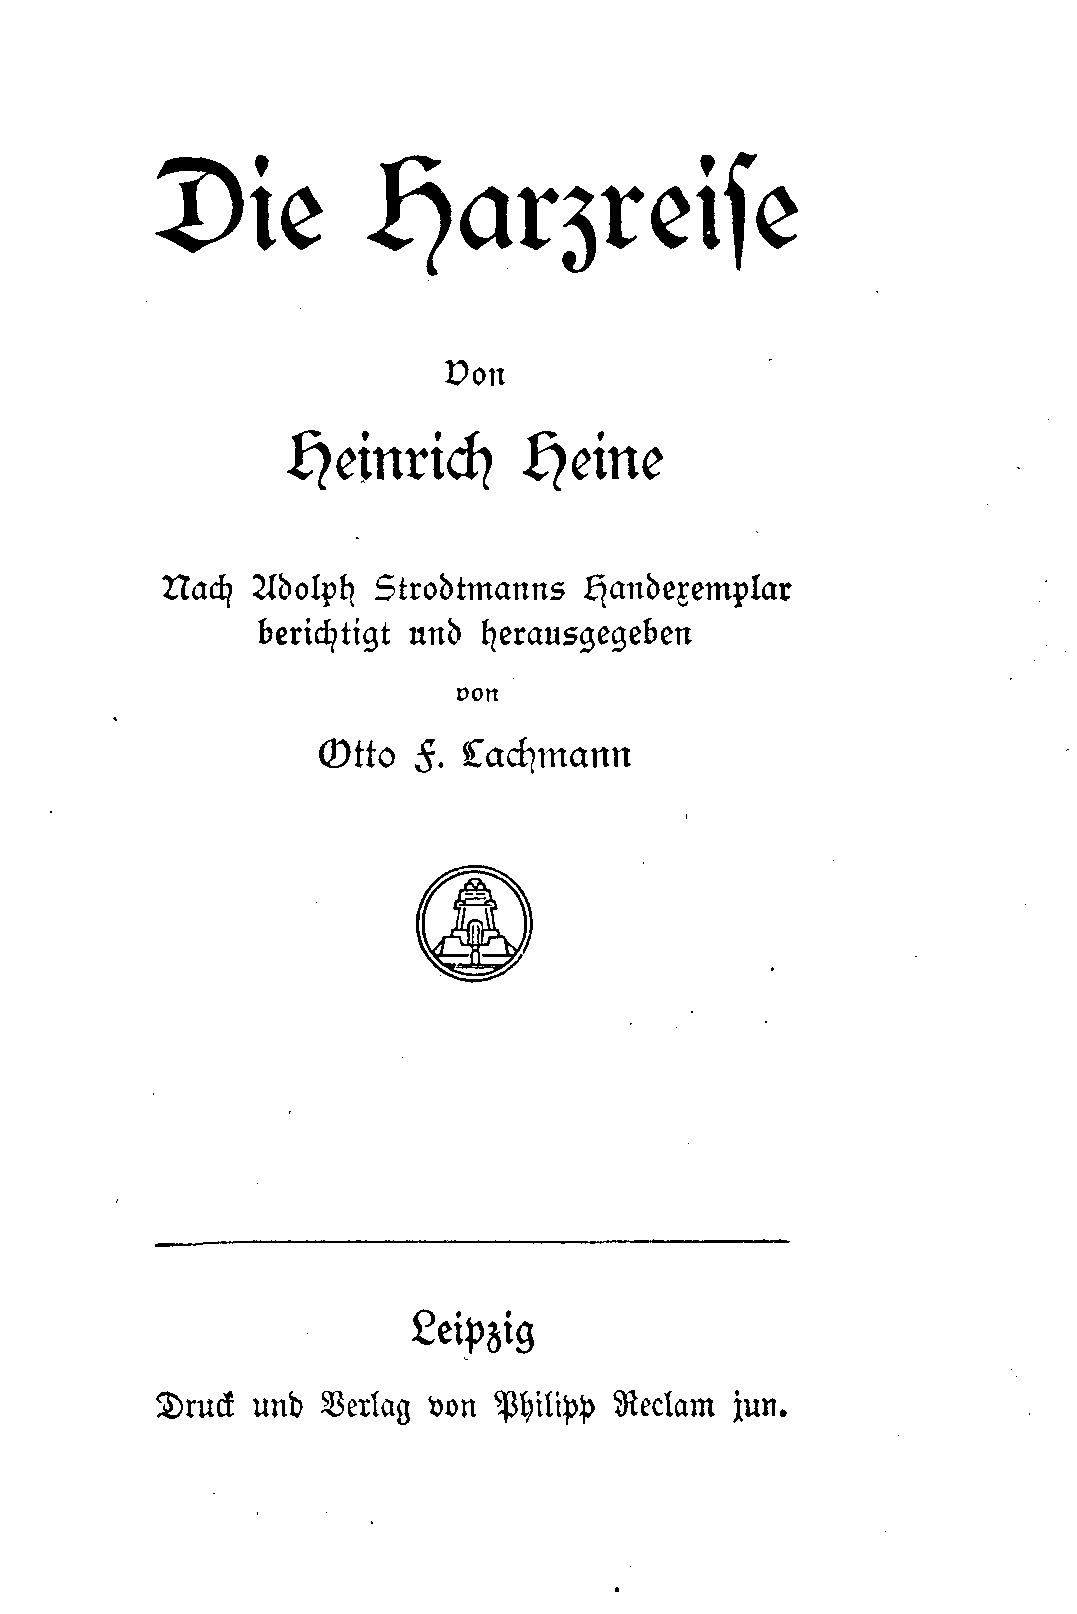 Die Harzreiſe
Von
Heinrich Heine
Nach Adolph Strodtmanns Handexemplar
berichtigt und herausgegeben
von
Otto F. Lachmann
Leipzig
Druck und Verlag von Philipp Reclam jun.